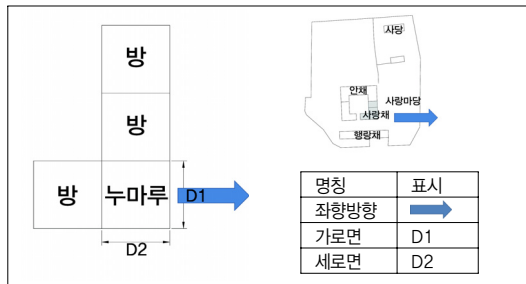 방
방
방 누마루 D1
D2
사당
안채
사랑마당
사랑채
행랑채
명칭 표시
좌향방향
가로면 D1
세로면 D2